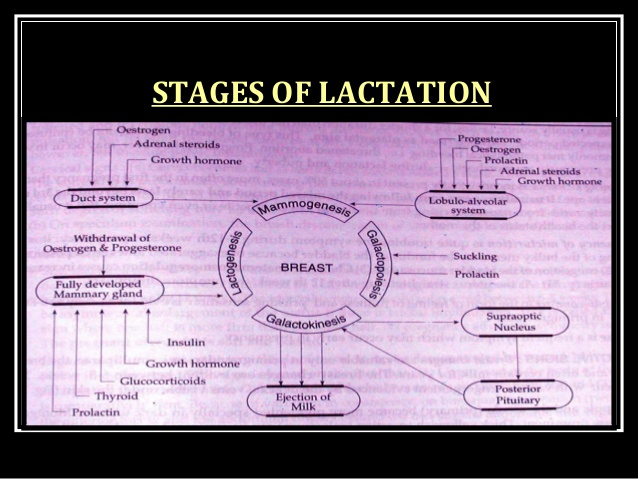 STAGES OF LACTATION
Oestrogen
Adrenal steroids
Growth hormone
Duct system
Progesterone
Oestrogen
Prolactin
Adrenal steroids
Growth hormone
Lobulo-alveolar
system
Mammogenesis
Lactogenesis
BREAST
Galactopoiesis
Galactokinesis
Withdrawal of
Oestrogen & Progesterone
Fully developed
Mammary gland
Suckling
Prolactin
Insulin
Growth hormone
Glucocorticoids
Thyroid
Prolactin
Ejection of
Milk
Supraoptic
Nucleus
Posterior
Pituitary